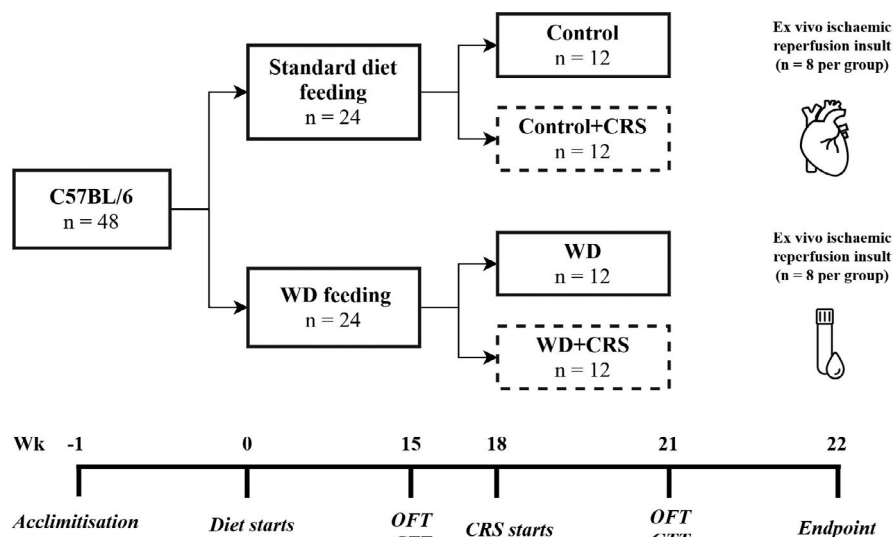 Control
n = 12
Ex vivo ischaemic
reperfusion insult
(n = 8 per group)
Standard diet
feeding
n = 24
Control+CRS
n = 12
C57BL/6
n = 48
WD
n = 12
Ex vivo ischaemic
reperfusion insult
(n = 8 per group)
WD feeding
n = 24
WD+CRS
n = 12
Wk -1 0 15 18 21 22
Acclimitisation Diet starts OFT CRS starts OFT Endpoint